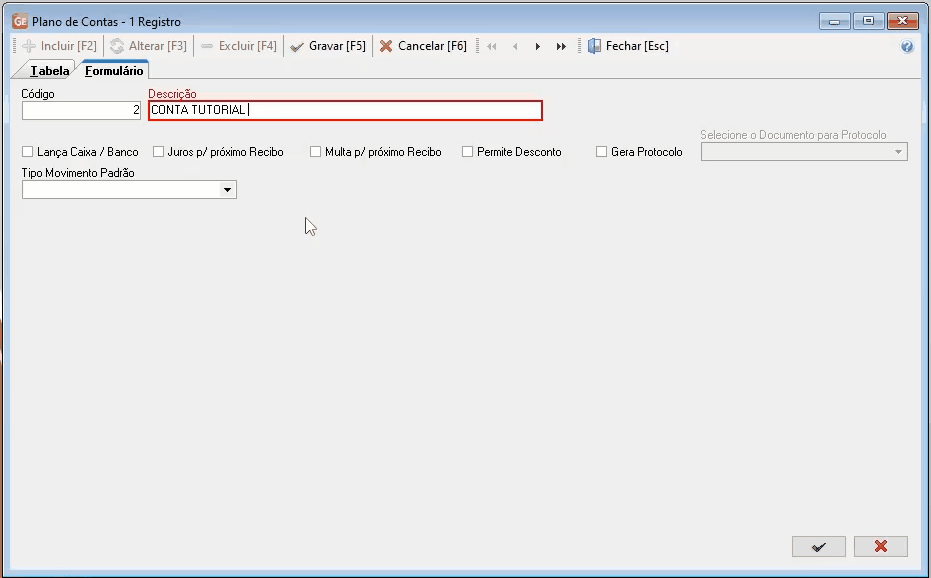 GE Plano de Contas - 1 Registro
Incluir [F2] Alterar [F3] Excluir [F4] Gravar [F5] Cancelar [F6] Fechar [Esc] ?
Tabela Formulário
Código Descrição
2 CONTA TUTORIAL
Selecione o Documento para Protocolo
Lança Caixa / Banco Juros p/ próximo Recibo Multa p/ próximo Recibo Permite Desconto Gera Protocolo
Tipo Movimento Padrão